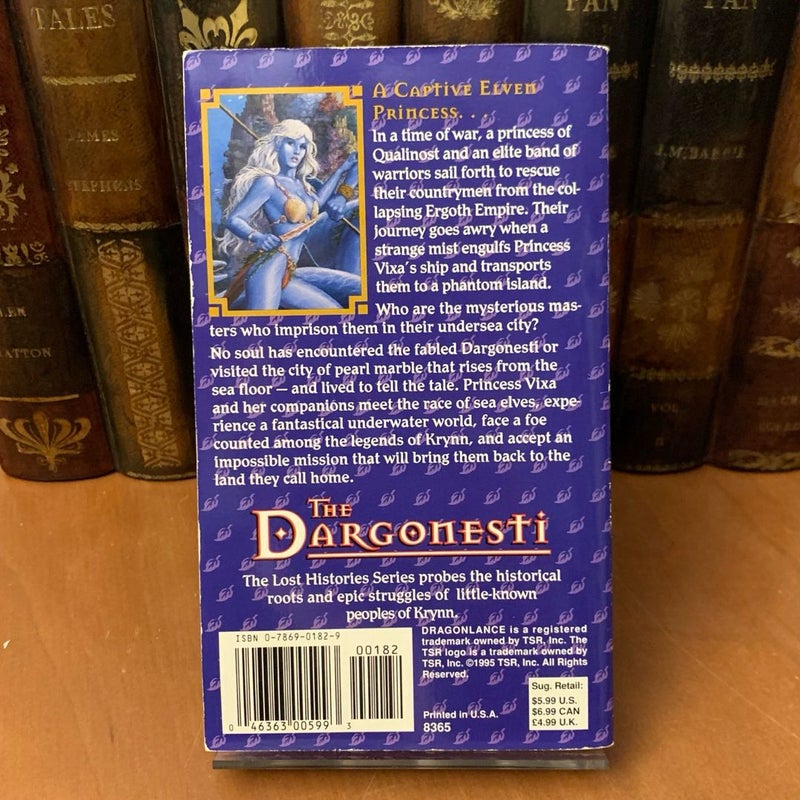 TALES
JAMES
STEPHENS
PAN
PAN
J.M. BARRIE
VOL
A CAPTIVE ELVEN
PRINCESS. . .
In a time of war, a princess of
Qualinost and an elite band of
warriors sail forth to rescue
their countrymen from the col-
lapsing Ergoth Empire. Their
journey goes awry when a
strange mist engulfs Princess
Vixa's ship and transports
them to a phantom island.
Who are the mysterious mas-
ters who imprison them in their undersea city?
No soul has encountered the fabled Dargonesti or
visited the city of pearl marble that rises from the
sea floor — and lived to tell the tale. Princess Vixa
and her companions meet the race of sea elves, expe-
rience a fantastical underwater world, face a foe
counted among the legends of Krynn, and accept an
impossible mission that will bring them back to the
land they call home.
THE
DARGONESTI
The Lost Histories Series probes the historical
roots and epic struggles of little-known
peoples of Krynn.
ISBN 0-7869-0182-9
00182
0 46363 00599 3
DRAGONLANCE is a registered
trademark owned by TSR, Inc. The
TSR logo is a trademark owned by
TSR, Inc. ©1995 TSR, Inc. All Rights
Reserved.
Sug. Retail:
$5.99 U.S.
$6.99 CAN
£4.99 U.K.
Printed in U.S.A.
8365